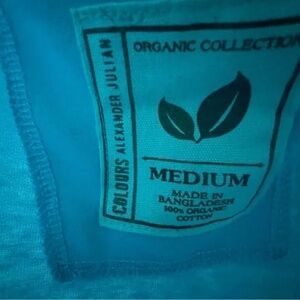 COLOURS ALEXANDER JULIAN
ORGANIC COLLECTION
MEDIUM
MADE IN
BANGLADESH
100% ORGANIC
COTTON